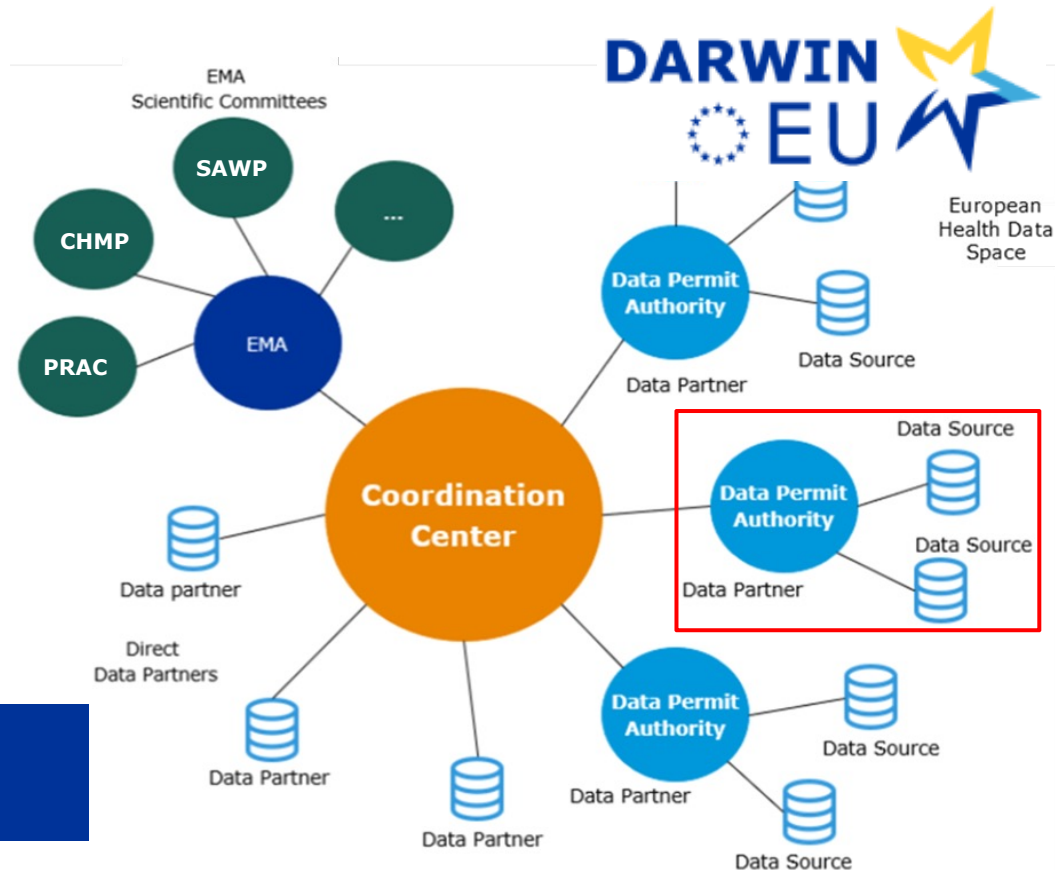 DARWIN
EU
EMA
Scientific Committees
SAWP
...
CHMP
PRAC
EMA
European
Health Data
Space
Data Permit
Authority
Data Source
Data Partner
Data Source
Data Permit
Authority
Data Source
Data Partner
Coordination
Center
Data partner
Direct
Data Partners
Data Partner
Data Partner
Data Permit
Authority
Data Source
Data Partner
Data Source